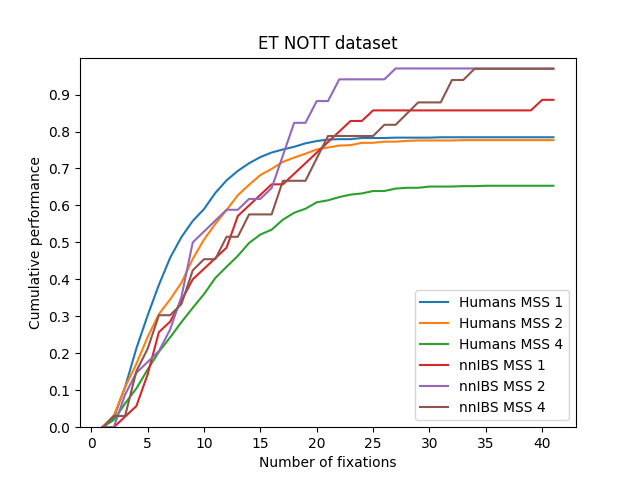 ET NOTT dataset
Cumulative performance
0.9
0.8
0.7
0.6
0.5
0.4
0.3
0.2
0.1
0.0
Humans MSS 1
Humans MSS 2
Humans MSS 4
nnIBS MSS 1
nnIBS MSS 2
nnIBS MSS 4
0 5 10 15 20 25 30 35 40
Number of fixations